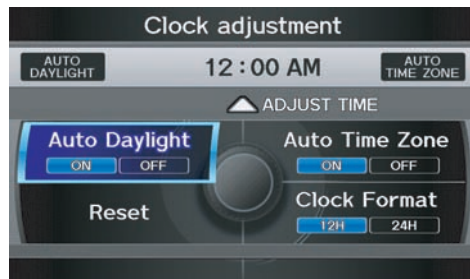 Clock adjustment
AUTO DAYLIGHT
12:00 AM
AUTO TIME ZONE
ADJUST TIME
Auto Daylight
ON OFF
Auto Time Zone
ON OFF
Reset
Clock Format
12H 24H